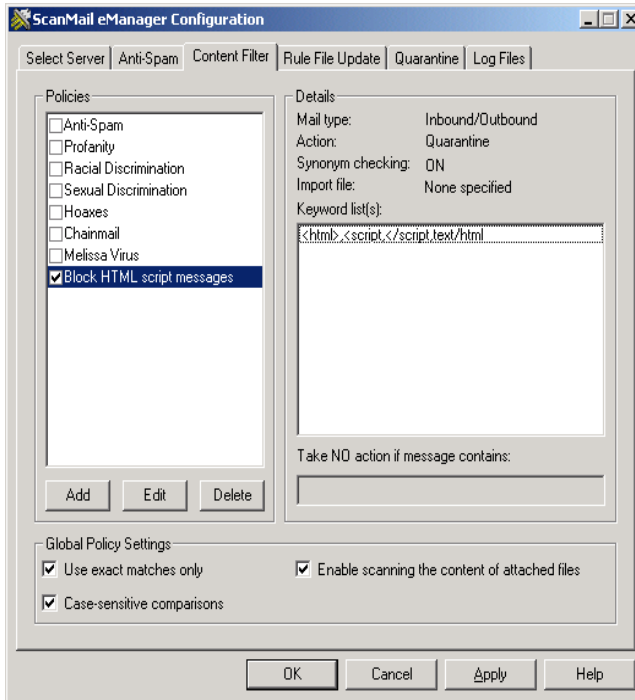 ScanMail eManager Configuration
Select Server Anti-Spam Content Filter Rule File Update Quarantine Log Files
Policies
Anti-Spam
Profanity
Racial Discrimination
Sexual Discrimination
Hoaxes
Chainmail
Melissa Virus
Block HTML script messages
Add Edit Delete
Details
Mail type: Inbound/Outbound
Action: Quarantine
Synonym checking: ON
Import file: None specified
Keyword list(s):
<html>,<script,</script,text/html
Take NO action if message contains:
Global Policy Settings
Use exact matches only
Enable scanning the content of attached files
Case-sensitive comparisons
OK Cancel Apply Help